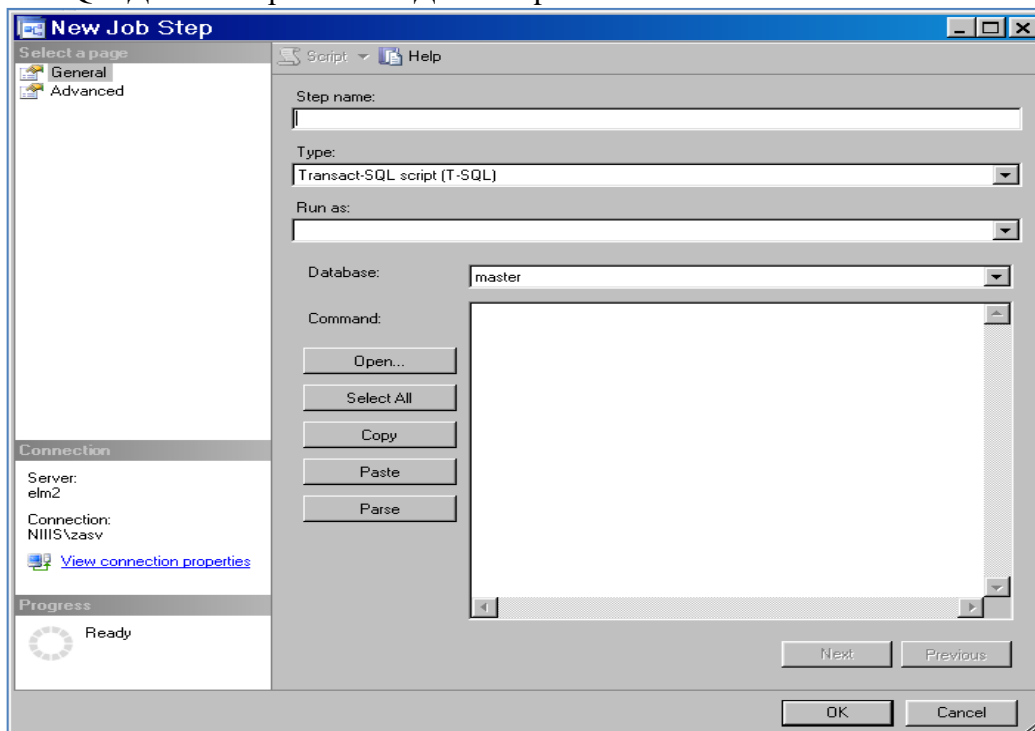 New Job Step
Select a page
General
Advanced
Script
Help
Step name:
Type:
Transact-SQL script (T-SQL)
Run as:
Database:
master
Command:
Open...
Select All
Copy
Paste
Parse
Connection
Server:
elm2
Connection:
NIIIS\zasv
View connection properties
Progress
Ready
Next
Previous
OK
Cancel